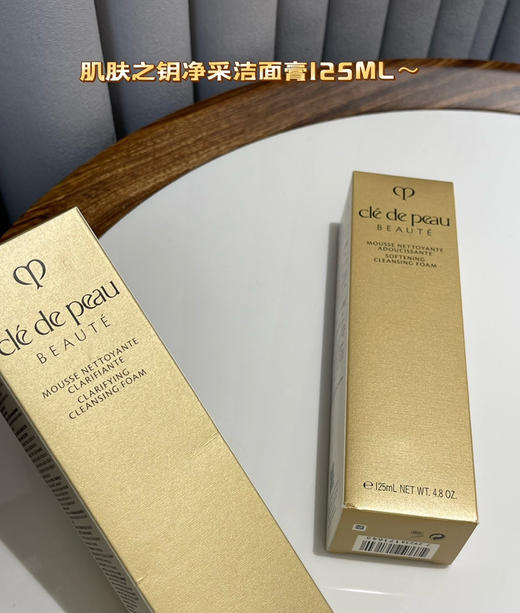 肌肤之钥净采洁面膏125ML～
clé de peau
BEAUTÉ
MOUSSE NETTOYANTE
CLARIFIANTE
CLARIFYING
CLEANSING FOAM
clé de peau
BEAUTÉ
MOUSSE NETTOYANTE
ADOUCISSANTE
SOFTENING
CLEANSING FOAM
℮125mL NET WT. 4.8 OZ.